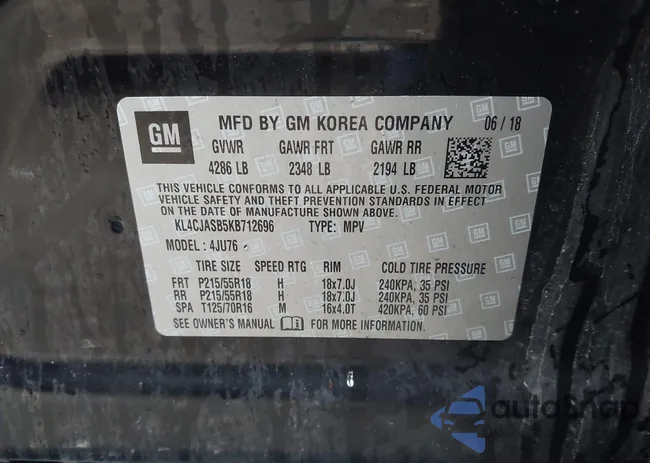 GM
MFD BY GM KOREA COMPANY 06 / 18
GVWR GAWR FRT GAWR RR
4286 LB 2348 LB 2194 LB
THIS VEHICLE CONFORMS TO ALL APPLICABLE U.S. FEDERAL MOTOR
VEHICLE SAFETY AND THEFT PREVENTION STANDARDS IN EFFECT
ON THE DATE OF MANUFACTURE SHOWN ABOVE.
KL4CJASB5KB712696 TYPE: MPV
MODEL : 4JU76
TIRE SIZE SPEED RTG RIM COLD TIRE PRESSURE
FRT P215/55R18 H 18x7.0J 240KPA, 35 PSI
RR P215/55R18 H 18x7.0J 240KPA, 35 PSI
SPA T125/70R16 M 16x4.0T 420KPA, 60 PSI
SEE OWNER'S MANUAL FOR MORE INFORMATION.
autoSnap